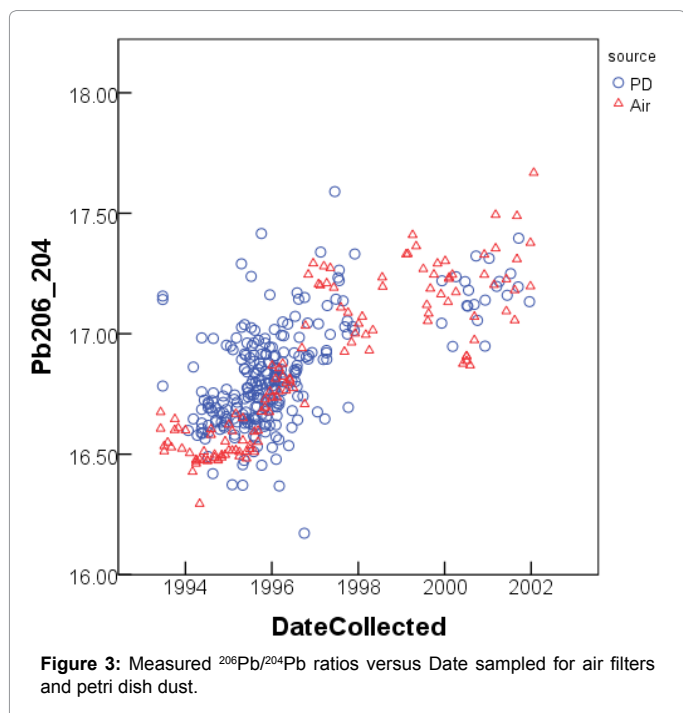 source
PD
Air
18.00
17.50
17.00
16.50
16.00
Pb206_204
1994 1996 1998 2000 2002
DateCollected
Figure 3: Measured ²⁰⁶Pb/²⁰⁴Pb ratios versus Date sampled for air filters
and petri dish dust.